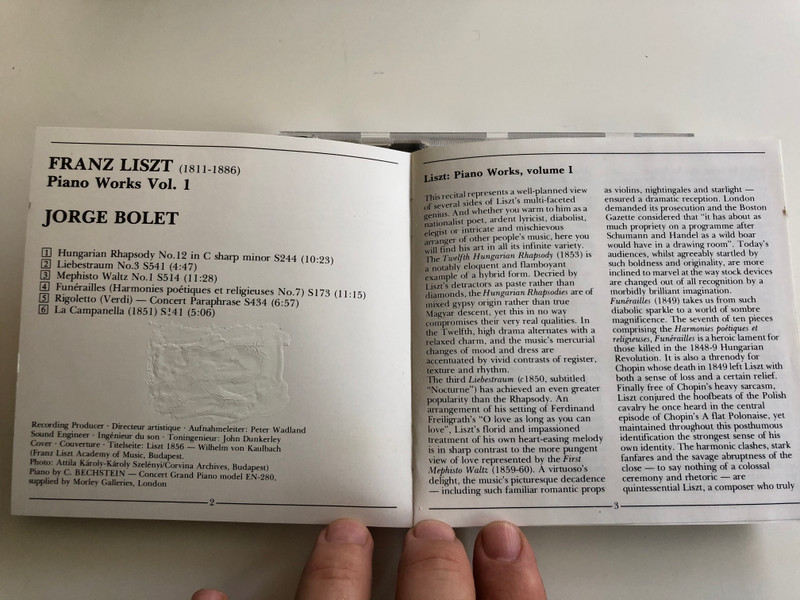 FRANZ LISZT (1811-1886)
Piano Works Vol. 1
JORGE BOLET
1 Hungarian Rhapsody No.12 in C sharp minor S244 (10:23)
2 Liebestraum No.3 S541 (4:47)
3 Mephisto Waltz No.1 S514 (11:28)
4 Funérailles (Harmonies poétiques et religieuses No.7) S173 (11:15)
5 Rigoletto (Verdi) — Concert Paraphrase S434 (6:57)
6 La Campanella (1851) S141 (5:06)
Recording Producer · Directeur artistique · Aufnahmeleiter: Peter Wadland
Sound Engineer · Ingénieur du son · Toningenieur: John Dunkerley
Cover · Couverture · Titelseite: Liszt 1856 — Wilhelm von Kaulbach
(Franz Liszt Academy of Music, Budapest.
Photo: Attila Károly-Károly Szelényi/Corvina Archives, Budapest)
Piano by C. BECHSTEIN — Concert Grand Piano model EN-280,
supplied by Morley Galleries, London
2
Liszt: Piano Works, volume I
This recital represents a well-planned view
of several sides of Liszt's multi-faceted
genius. And whether you warm to him as a
nationalist poet, ardent lyricist, diabolist,
elegist or intricate and mischievous
arranger of other people's music, here you
will find his art in all its infinite variety.
The Twelfth Hungarian Rhapsody (1853) is
a notably eloquent and flamboyant
example of a hybrid form. Decried by
Liszt's detractors as paste rather than
diamonds, the Hungarian Rhapsodies are of
mixed gypsy origin rather than true
Magyar descent, yet this in no way
compromises their very real qualities. In
the Twelfth, high drama alternates with a
relaxed charm, and the music's mercurial
changes of mood and dress are
accentuated by vivid contrasts of register,
texture and rhythm.
The third Liebestraum (c1850, subtitled
“Nocturne”) has achieved an even greater
popularity than the Rhapsody. An
arrangement of his setting of Ferdinand
Freiligrath's “O love as long as you can
love”, Liszt's florid and impassioned
treatment of his own heart-easing melody
is in sharp contrast to the more pungent
view of love represented by the First
Mephisto Waltz (1859-60). A virtuoso's
delight, the music's picturesque decadence
— including such familiar romantic props
as violins, nightingales and starlight —
ensured a dramatic reception. London
demanded its prosecution and the Boston
Gazette considered that “it has about as
much propriety on a programme after
Schumann and Handel as a wild boar
would have in a drawing room”. Today's
audiences, whilst agreeably startled by
such boldness and originality, are more
inclined to marvel at the way stock devices
are changed out of all recognition by a
morbidly brilliant imagination.
Funérailles (1849) takes us from such
diabolic sparkle to a world of sombre
magnificence. The seventh of ten pieces
comprising the Harmonies poétiques et
religieuses, Funérailles is a heroic lament for
those killed in the 1848-9 Hungarian
Revolution. It is also a threnody for
Chopin whose death in 1849 left Liszt with
both a sense of loss and a certain relief.
Finally free of Chopin's heavy sarcasm,
Liszt conjured the hoofbeats of the Polish
cavalry he once heard in the central
episode of Chopin's A flat Polonaise, yet
maintained throughout this posthumous
identification the strongest sense of his
own identity. The harmonic clashes, stark
fanfares and the savage abruptness of the
close — to say nothing of a colossal
ceremony and rhetoric — are
quintessential Liszt, a composer who truly
3